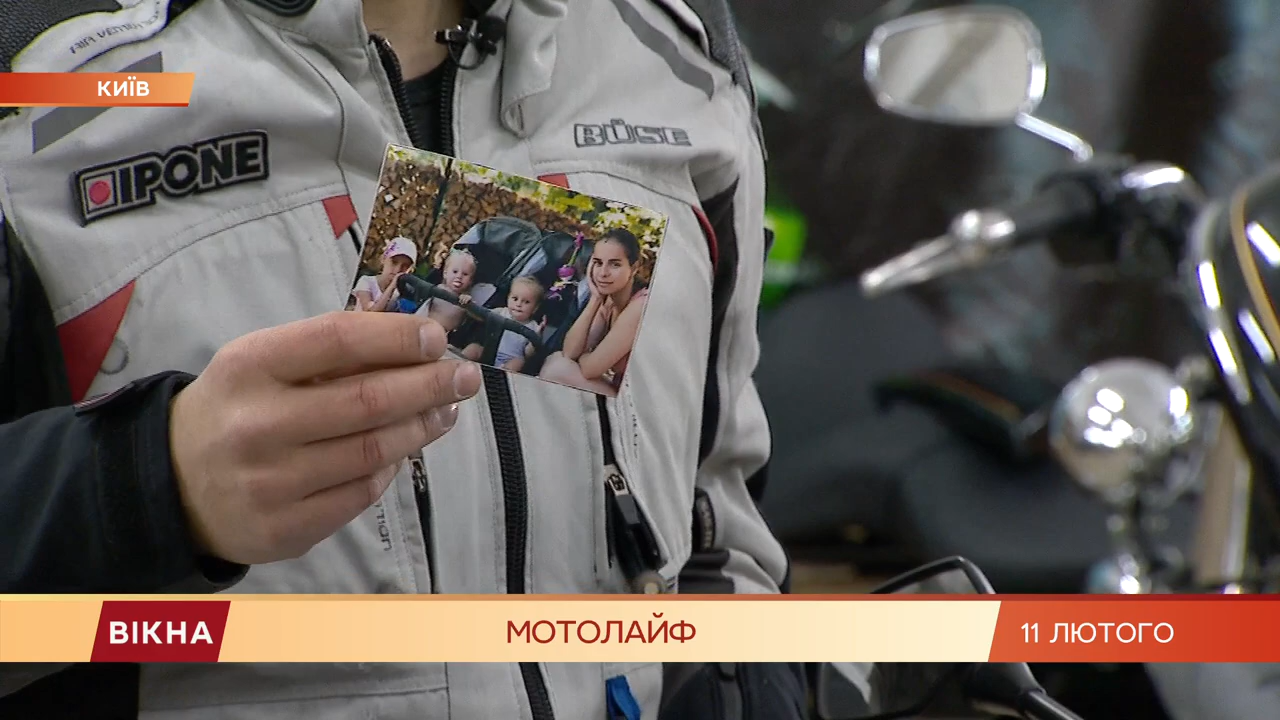 КИЇВ
BÜSE
IPONE
ВІКНА
МОТОЛАЙФ
11 ЛЮТОГО